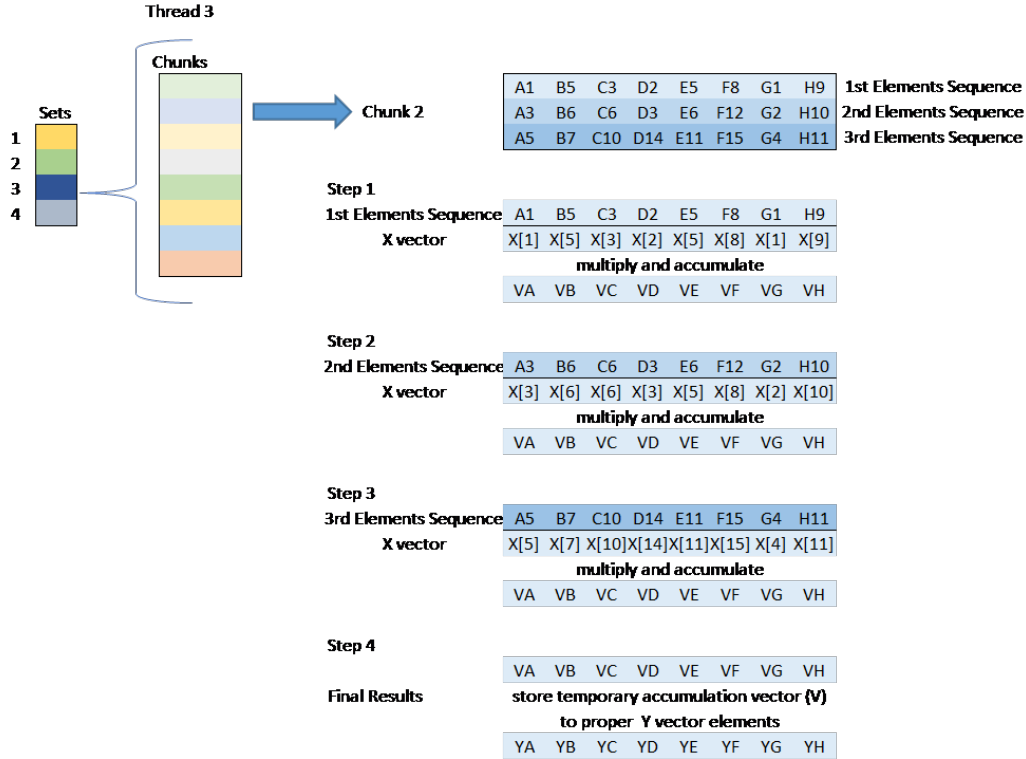 Thread 3
Chunks
Sets
1
2
3
4
Chunk 2
A1 B5 C3 D2 E5 F8 G1 H9 1st Elements Sequence
A3 B6 C6 D3 E6 F12 G2 H10 2nd Elements Sequence
A5 B7 C10 D14 E11 F15 G4 H11 3rd Elements Sequence
Step 1
1st Elements Sequence A1 B5 C3 D2 E5 F8 G1 H9
X vector X[1] X[5] X[3] X[2] X[5] X[8] X[1] X[9]
multiply and accumulate
VA VB VC VD VE VF VG VH
Step 2
2nd Elements Sequence A3 B6 C6 D3 E6 F12 G2 H10
X vector X[3] X[6] X[6] X[3] X[5] X[8] X[2] X[10]
multiply and accumulate
VA VB VC VD VE VF VG VH
Step 3
3rd Elements Sequence A5 B7 C10 D14 E11 F15 G4 H11
X vector X[5] X[7] X[10] X[14] X[11] X[15] X[4] X[11]
multiply and accumulate
VA VB VC VD VE VF VG VH
Step 4
VA VB VC VD VE VF VG VH
Final Results store temporary accumulation vector (V)
to proper Y vector elements
YA YB YC YD YE YF YG YH